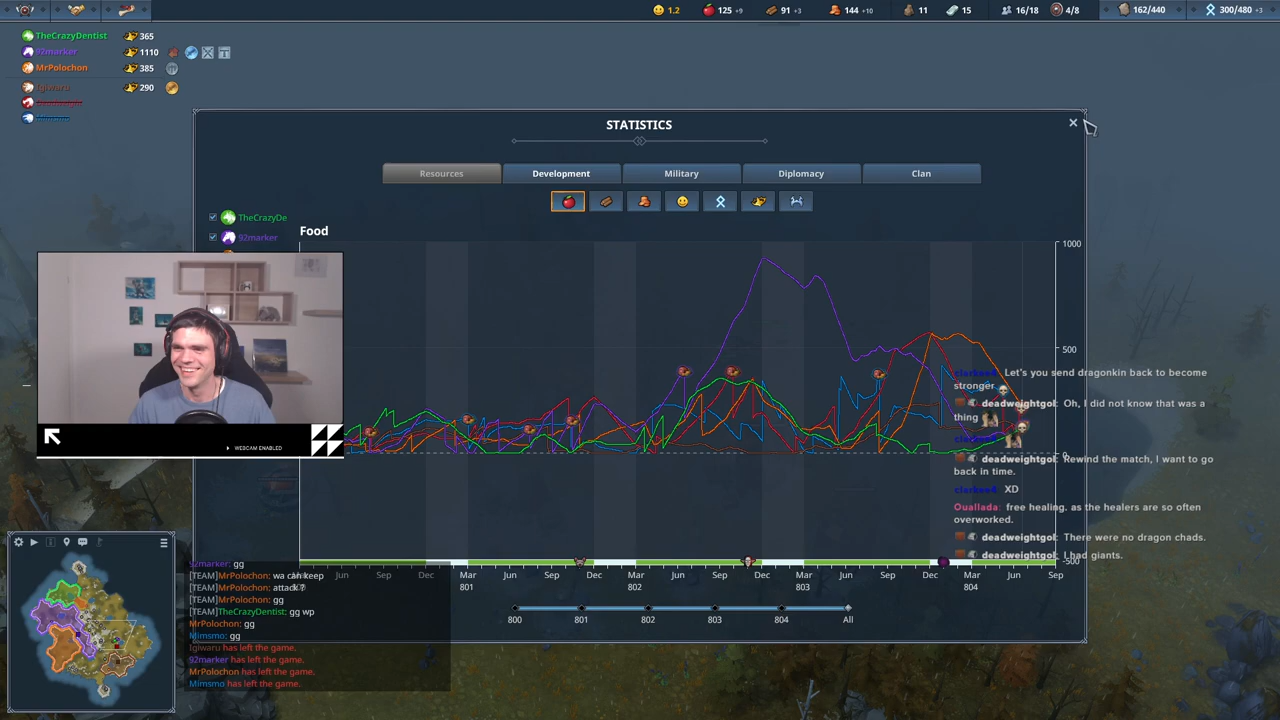 1.2 125 +9 91 +3 144 +10 11 15 16/18 4/8 162/440 300/480 +3
TheCrazyDentist 365
92marker 1110
MrPolochon 385
Igiwaru 290
Mimsmo
STATISTICS
Resources Development Military Diplomacy Clan
TheCrazyDe
92marker
Food
1000
500
0
-500
WEBCAM ENABLED
clarkee4: Let's you send dragonkin back to become
stronger
deadweightgol: Oh, I did not know that was a
thing
clarkee4:
deadweightgol: Rewind the match, I want to go
back in time.
clarkee4: XD
Ouallada: free healing. as the healers are so often
overworked.
deadweightgol: There were no dragon chads.
deadweightgol: I had giants.
Jun Sep Dec Mar Jun Sep Dec Mar Jun Sep Dec Mar Jun Sep Dec Mar Jun Sep
801 802 803 804
800 801 802 803 804 All
92marker: gg
[TEAM]MrPolochon: wa can keep
[TEAM]MrPolochon: attack ?
[TEAM]MrPolochon: gg
[TEAM]TheCrazyDentist: gg wp
MrPolochon: gg
Mimsmo: gg
Igiwaru has left the game.
92marker has left the game.
MrPolochon has left the game.
Mimsmo has left the game.